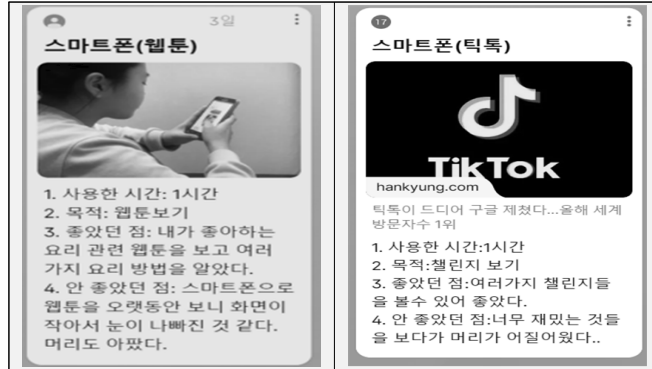 3일
스마트폰(웹툰)
1. 사용한 시간: 1시간
2. 목적: 웹툰보기
3. 좋았던 점: 내가 좋아하는
요리 관련 웹툰을 보고 여러
가지 요리 방법을 알았다.
4. 안 좋았던 점: 스마트폰으로
웹툰을 오랫동안 보니 화면이
작아서 눈이 나빠진 것 같다.
머리도 아팠다.
17
스마트폰(틱톡)
TikTok
hankyung.com
틱톡이 드디어 구글 제쳤다...올해 세계
방문자수 1위
1. 사용한 시간:1시간
2. 목적:챌린지 보기
3. 좋았던 점:여러가지 챌린지들
을 볼수 있어 좋았다.
4. 안 좋았던 점:너무 재밌는 것들
을 보다가 머리가 어질어웠다..